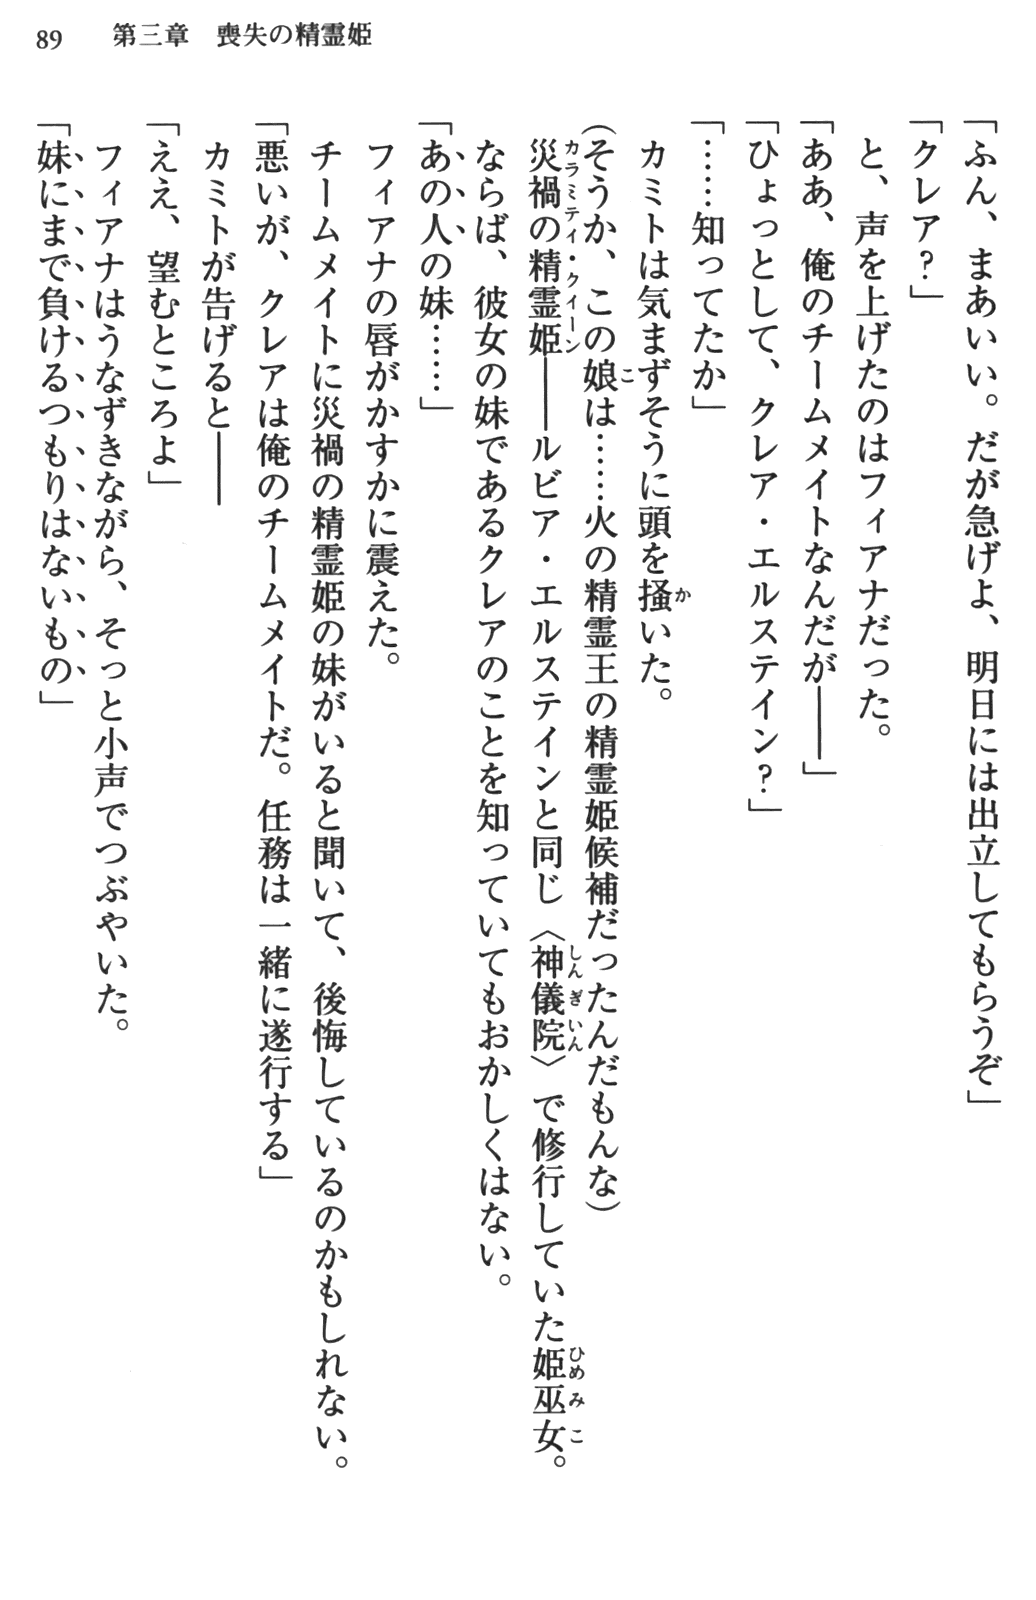 89　第三章　喪失の精霊姫
「ふん、まあいい。だが急げよ、明日には出立してもらうぞ」
「クレア？」
　と、声を上げたのはフィアナだった。
「ああ、俺のチームメイトなんだが――」
「ひょっとして、クレア・エルステイン？」
「……知ってたか」
　カミトは気まずそうに頭を掻いた。
（そうか、この娘は……火の精霊王の精霊姫候補だったんだもんな）
　災禍の精霊姫――ルビア・エルステインと同じ〈神儀院〉で修行していた姫巫女。
　ならば、彼女の妹であるクレアのことを知っていてもおかしくはない。
「あの人の妹……」
　フィアナの唇がかすかに震えた。
　チームメイトに災禍の精霊姫の妹がいると聞いて、後悔しているのかもしれない。
「悪いが、クレアは俺のチームメイトだ。任務は一緒に遂行する」
　カミトが告げると――
「ええ、望むところよ」
　フィアナはうなずきながら、そっと小声でつぶやいた。
「妹にまで負けるつもりはないもの」